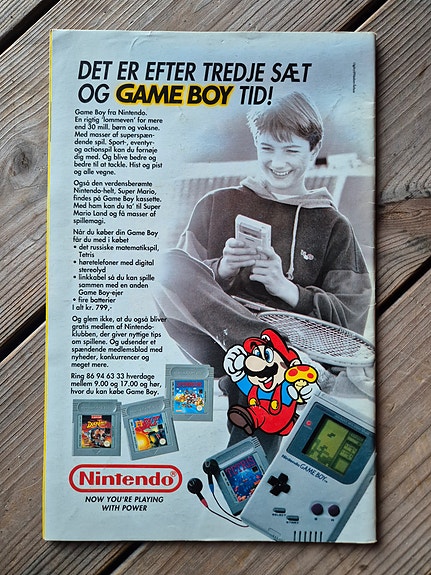 DET ER EFTER TREDJE SÆT
OG GAME BOY TID!
Game Boy fra Nintendo.
En rigtig 'lommeven' for mere
end 30 mill. børn og voksne.
Med masser af superspæn-
dende spil. Sport-, eventyr-
og actionspil kan du fornøje
dig med. Og blive bedre og
bedre til at tackle. Hist og pist
og alle vegne.
Også den verdensberømte
Nintendo-helt, Super Mario,
findes på Game Boy kassette.
Med ham kan du ta' til Super
Mario Land og få masser af
spillemagi.
Når du køber din Game Boy
får du med i købet
• det russiske matematikspil,
Tetris
• høretelefoner med digital
stereolyd
• linkkabel så du kan spille
sammen med en anden
Game Boy-ejer
• fire batterier
I alt kr. 799,-
Og glem ikke, at du også bliver
gratis medlem af Nintendo-
klubben, der giver nyttige tips
om spillene. Og udsender et
spændende medlemsblad med
nyheder, konkurrencer og
meget mere.
Ring 86 94 63 33 hverdage
mellem 9.00 og 17.00 og hør,
hvor du kan købe Game Boy.
Nintendo®
NOW YOU'RE PLAYING
WITH POWER
Nintendo GAME BOY
SELECT
START